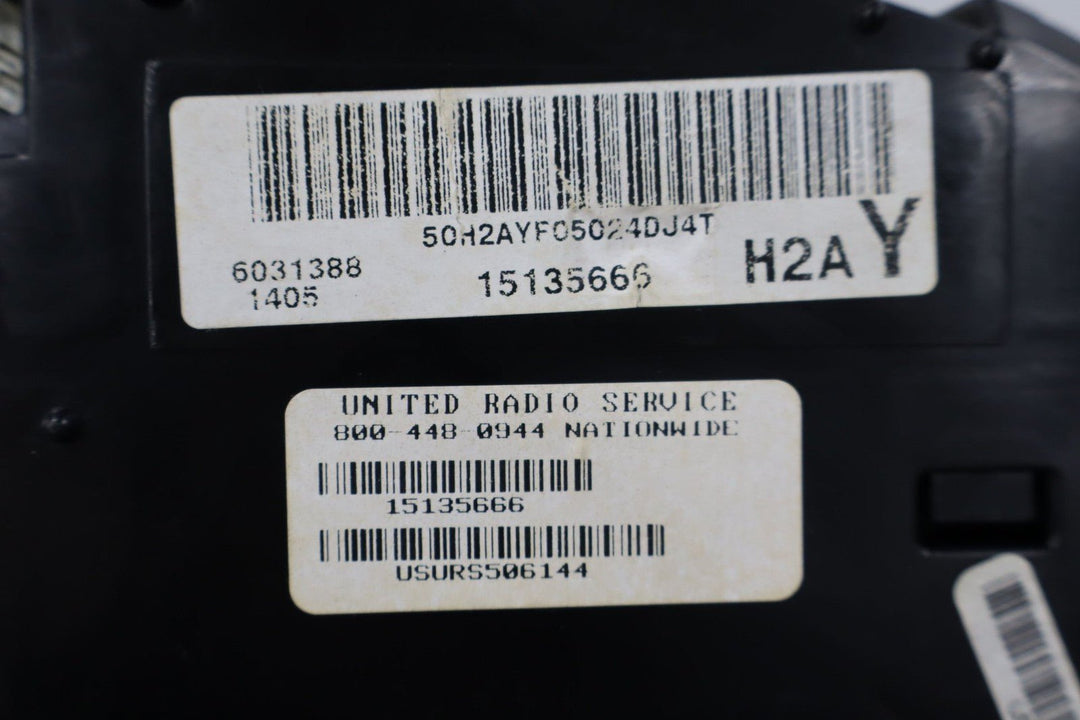 50H2AYF05024DJ4T
6031388
1405
15135666
H2A Y
UNITED RADIO SERVICE
800-448-0944 NATIONWIDE
15135666
USURS506144